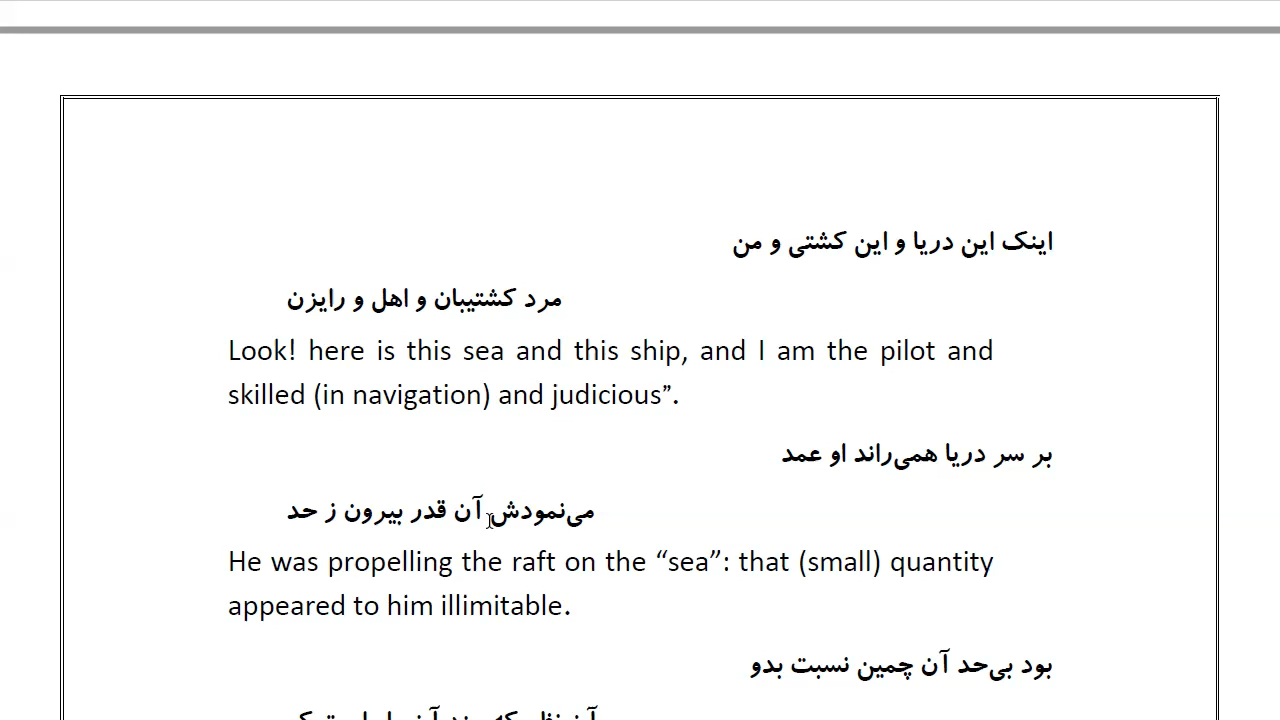 اینک این دریا و این کشتی و من
مرد کشتیبان و اهل و رایزن
Look! here is this sea and this ship, and I am the pilot and
skilled (in navigation) and judicious”.
بر سر دریا همی‌راند او عمد
می‌نمودش آن قدر بیرون ز حد
He was propelling the raft on the “sea”: that (small) quantity
appeared to him illimitable.
بود بی‌حد آن چمین نسبت بدو